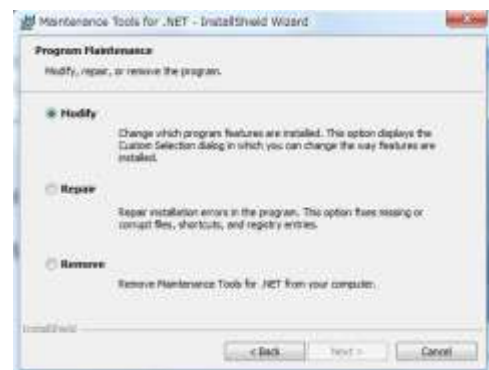 Maintenance Tools for .NET - InstallShield Wizard
Program Maintenance
Modify, repair, or remove the program.
Modify
Change which program features are installed. This option displays the
Custom Selection dialog in which you can change the way features are
installed.
Repair
Repair installation errors in the program. This option fixes missing or
corrupt files, shortcuts, and registry entries.
Remove
Remove Maintenance Tools for .NET from your computer.
InstallShield
< Back
Next >
Cancel